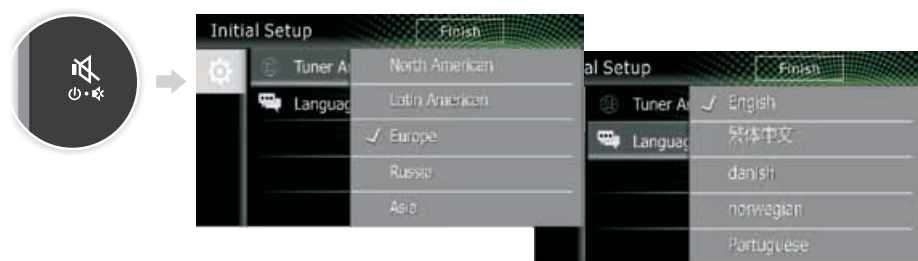 Initial Setup
Finish
Tuner A
Languag
North American
Latin American
✓ Europe
Russia
Asia
al Setup
Finish
Tuner A
Languag
✓ Engish
繁体中文
danish
norwegian
Portuguese